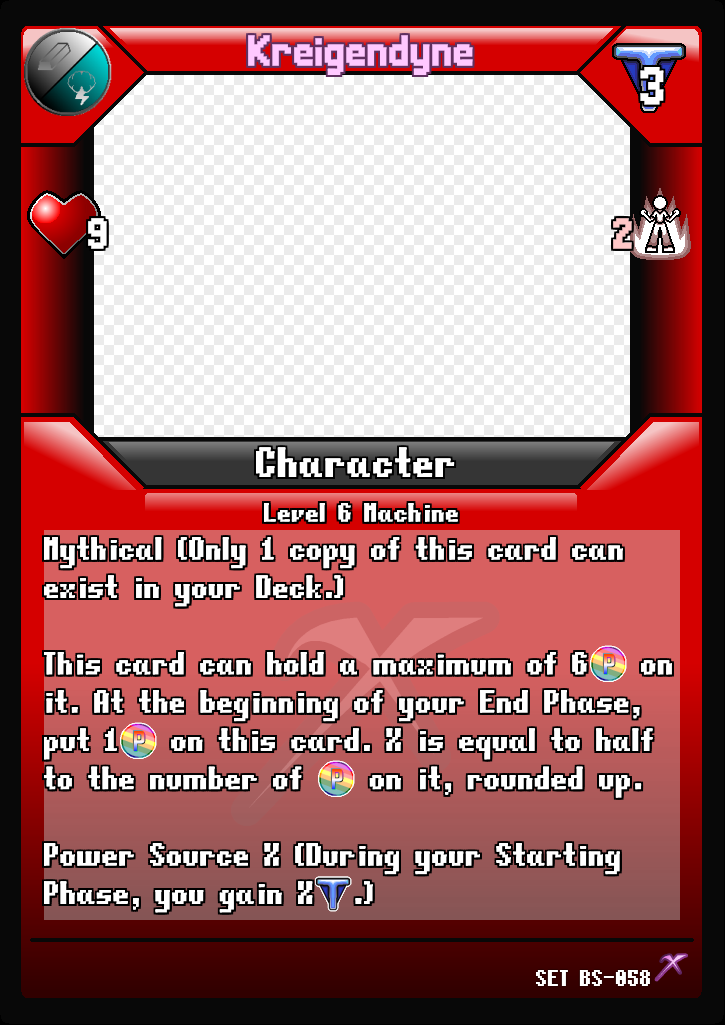 Kreigendyne
3
9
2
Character
Level 6 Machine
Mythical (Only 1 copy of this card can
exist in your Deck.)
This card can hold a maximum of 6 P on
it. At the beginning of your End Phase,
put 1 P on this card. X is equal to half
to the number of P on it, rounded up.
Power Source X (During your Starting
Phase, you gain X T.)
SET BS-058